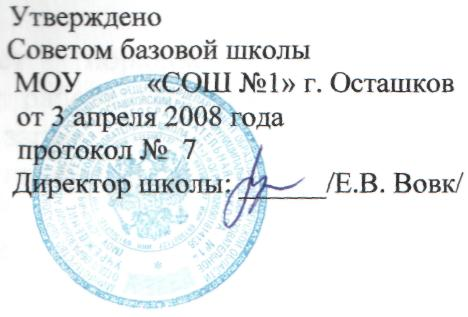 Утверждено
Советом базовой школы
МОУ «СОШ №1» г. Осташков
от 3 апреля 2008 года
протокол № 7
Директор школы: ______/Е.В. Вовк/